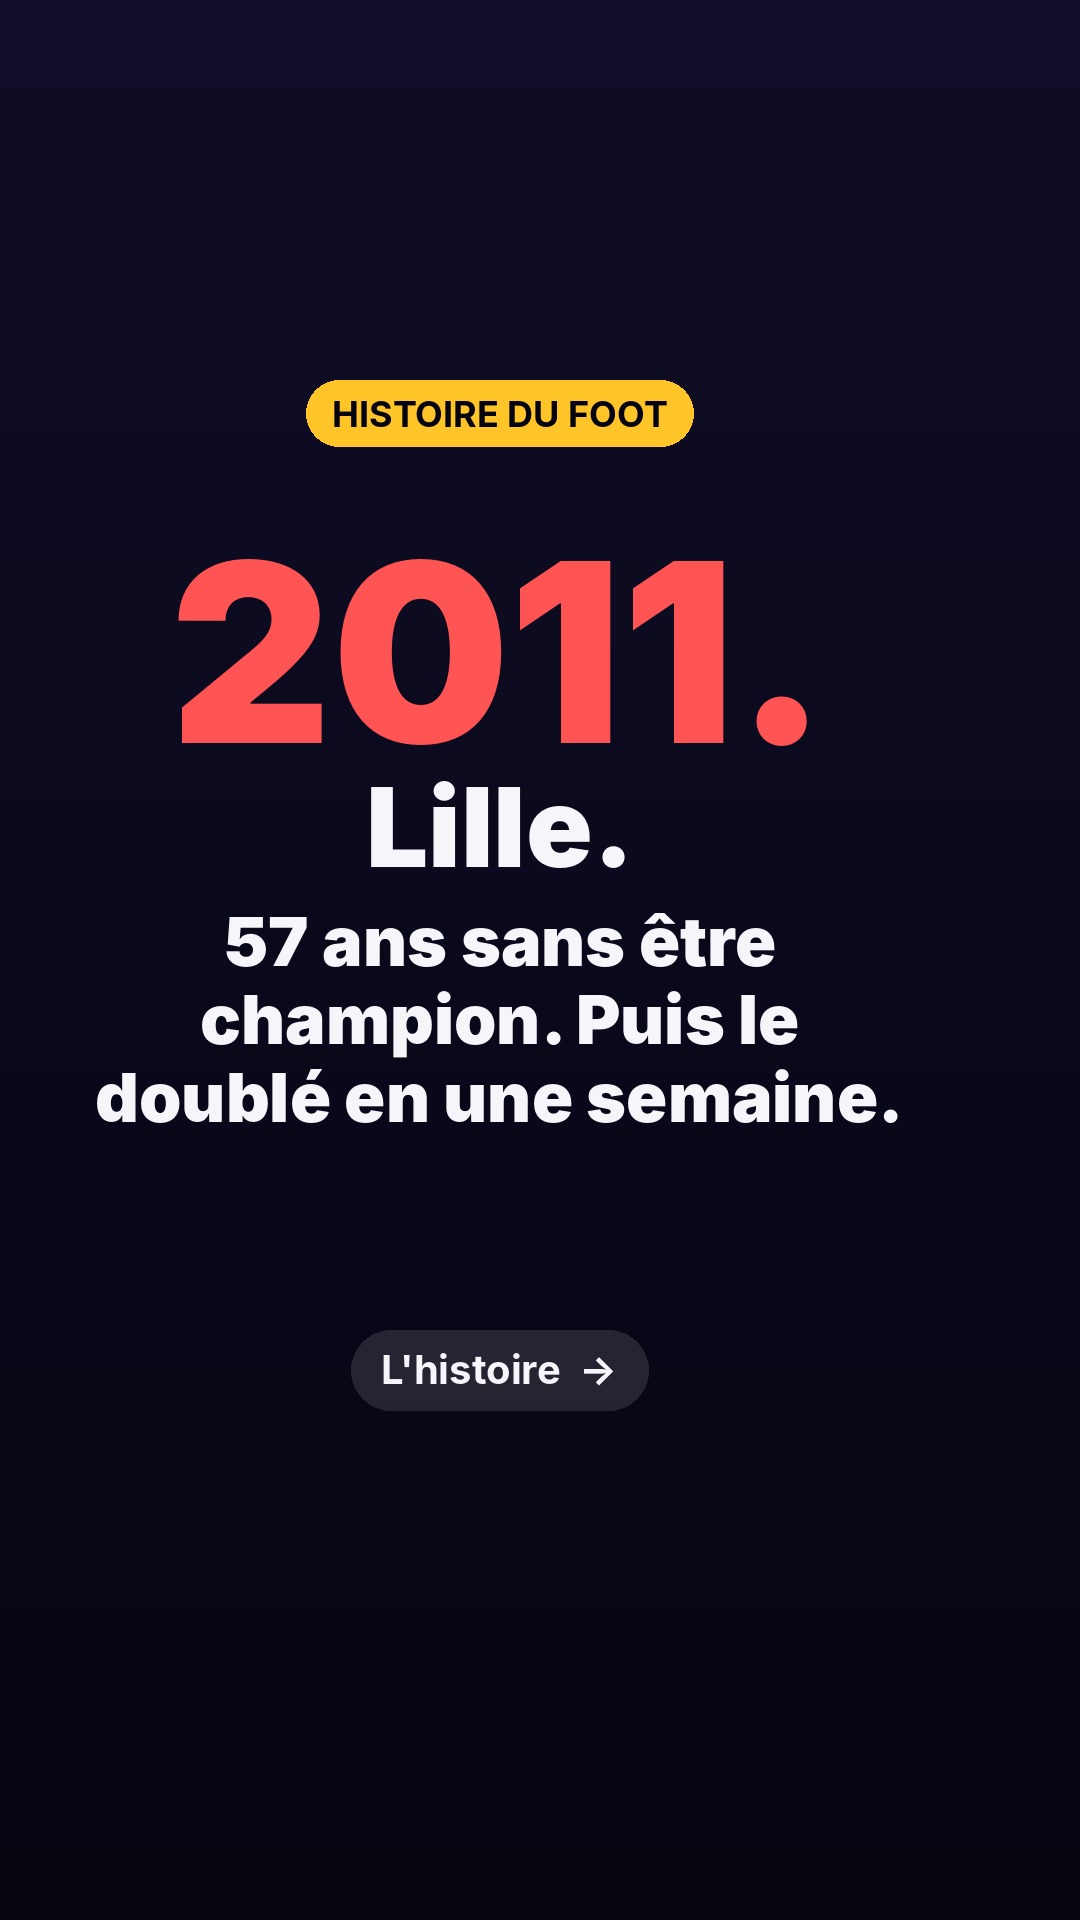 HISTOIRE DU FOOT
2011.
Lille.
57 ans sans être
champion. Puis le
doublé en une semaine.
L'histoire →